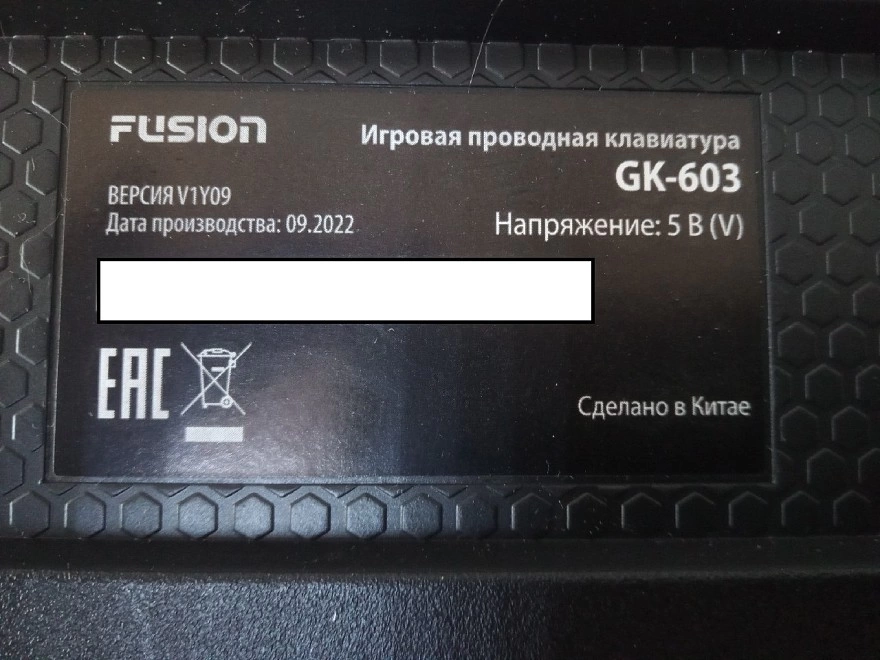 FUSION
Игровая проводная клавиатура
GK-603
ВЕРСИЯ V1Y09
Дата производства: 09.2022
Напряжение: 5 В (V)
EAC
Сделано в Китае